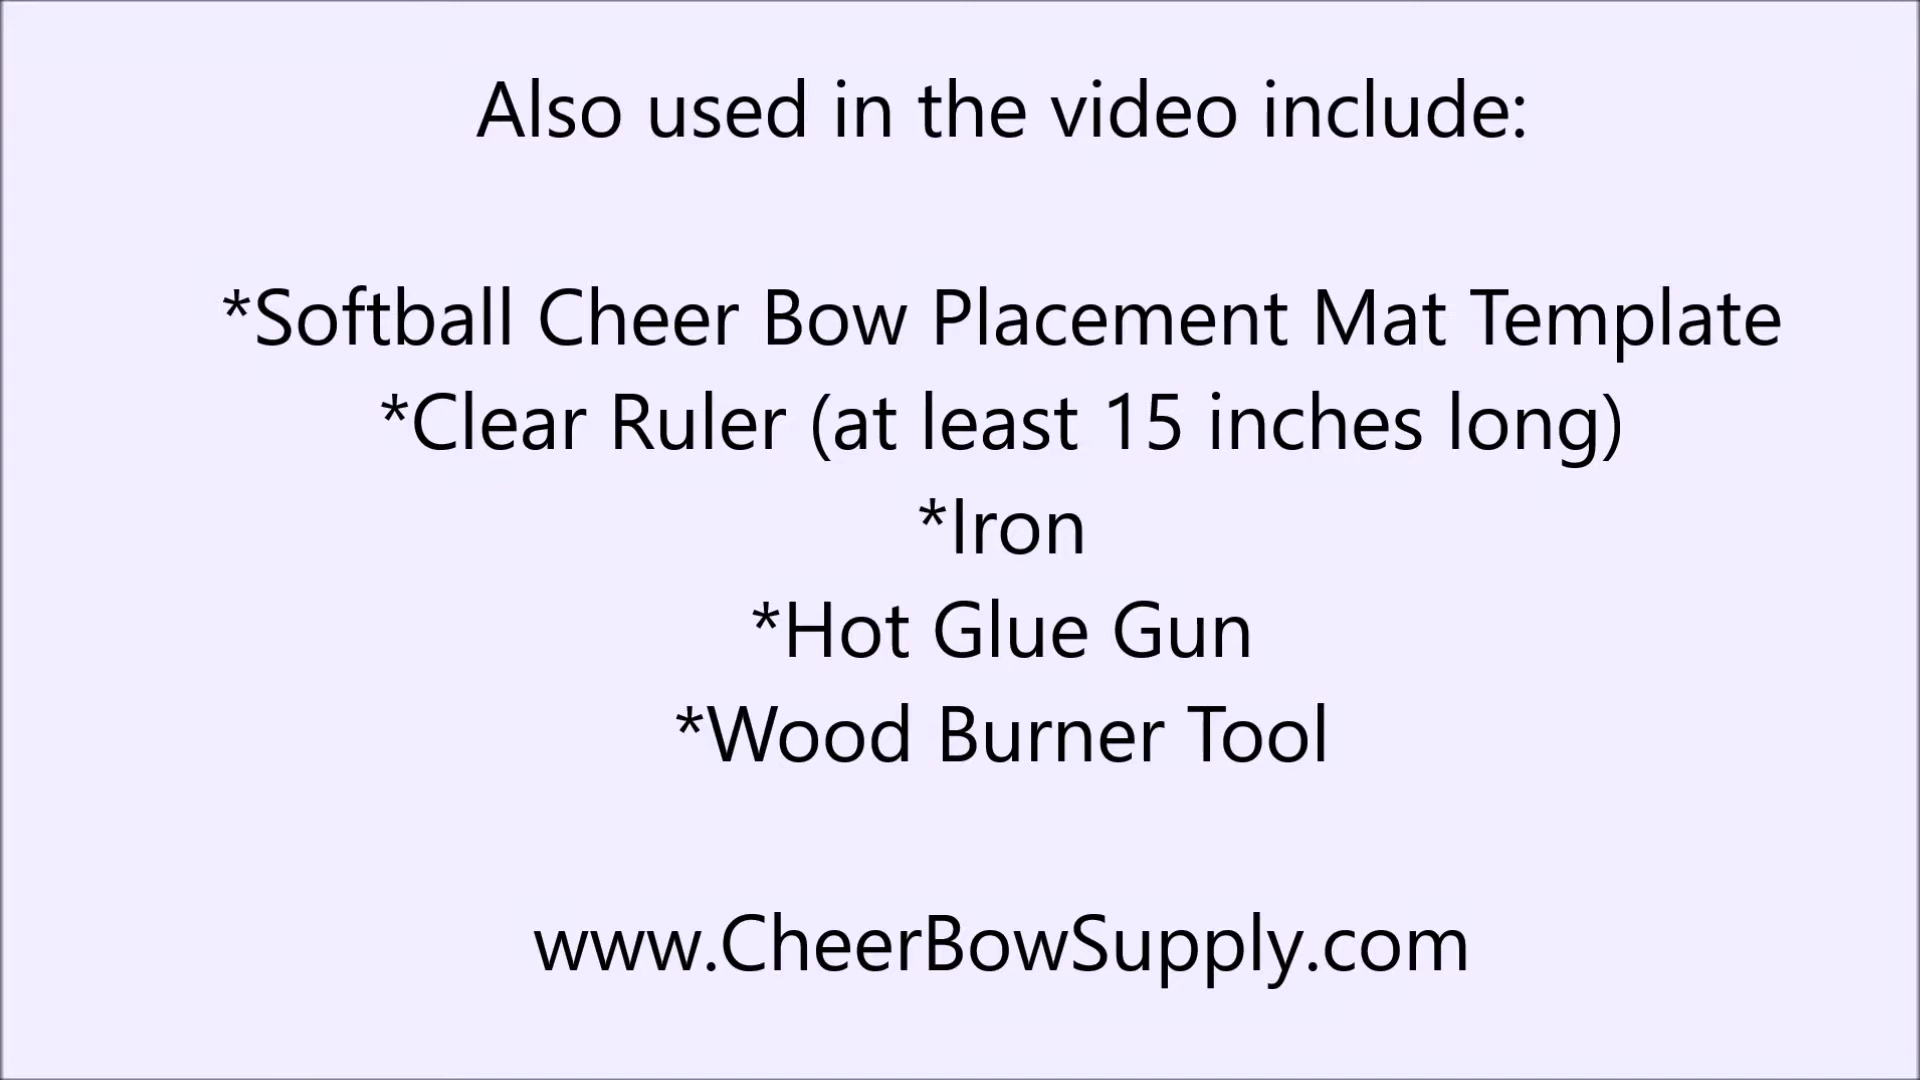 Also used in the video include:
*Softball Cheer Bow Placement Mat Template
*Clear Ruler (at least 15 inches long)
*Iron
*Hot Glue Gun
*Wood Burner Tool
www.CheerBowSupply.com